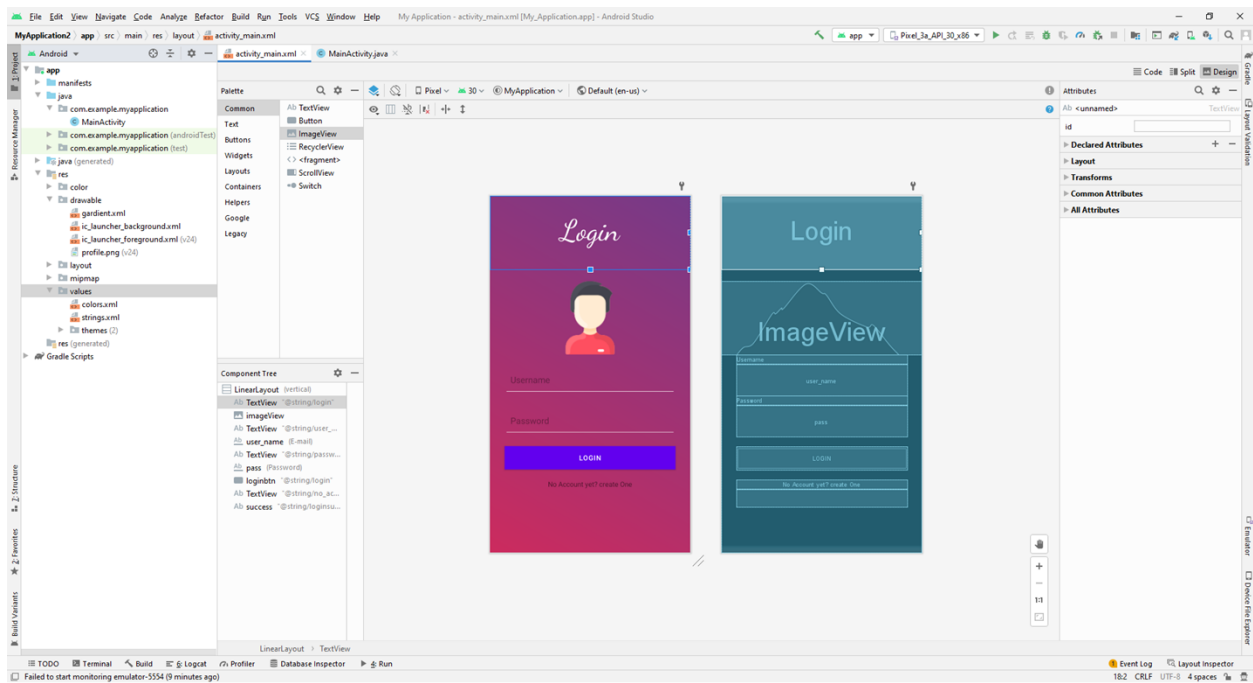 File Edit View Navigate Code Analyze Refactor Build Run Tools VCS Window Help My Application - activity_main.xml [My_Application.app] - Android Studio
MyApplication2 app src main res layout activity_main.xml
app Pixel_3a_API_30_x86
1: Project
Resource Manager
2: Structure
2: Favorites
Build Variants
Android
app
manifests
java
com.example.myapplication
MainActivity
com.example.myapplication (androidTest)
com.example.myapplication (test)
java (generated)
res
color
drawable
gardient.xml
ic_launcher_background.xml
ic_launcher_foreground.xml (v24)
profile.png (v24)
layout
mipmap
values
colors.xml
strings.xml
themes (2)
res (generated)
Gradle Scripts
activity_main.xml MainActivity.java
Code Split Design
Palette
Common
Text
Buttons
Widgets
Layouts
Containers
Helpers
Google
Legacy
Ab TextView
Button
ImageView
RecyclerView
<> <fragment>
ScrollView
Switch
Component Tree
LinearLayout (vertical)
Ab TextView "@string/login"
imageView
Ab TextView "@string/user_...
Ab user_name (E-mail)
Ab TextView "@string/passw...
Ab pass (Password)
loginbtn "@string/login"
Ab TextView "@string/no_ac...
Ab success "@string/loginsu...
Pixel 30 MyApplication Default (en-us)
Login
Username
Password
LOGIN
No Account yet? create One
Login
ImageView
Username
user_name
Password
pass
LOGIN
No Account yet? create One
1:1
LinearLayout > TextView
Attributes
Ab <unnamed> TextView
id
Declared Attributes
Layout
Transforms
Common Attributes
All Attributes
Gradle
Layout Validation
Emulator
Device File Explorer
TODO Terminal Build 6: Logcat Profiler Database Inspector 4: Run 1 Event Log Layout Inspector
Failed to start monitoring emulator-5554 (9 minutes ago) 18:2 CRLF UTF-8 4 spaces